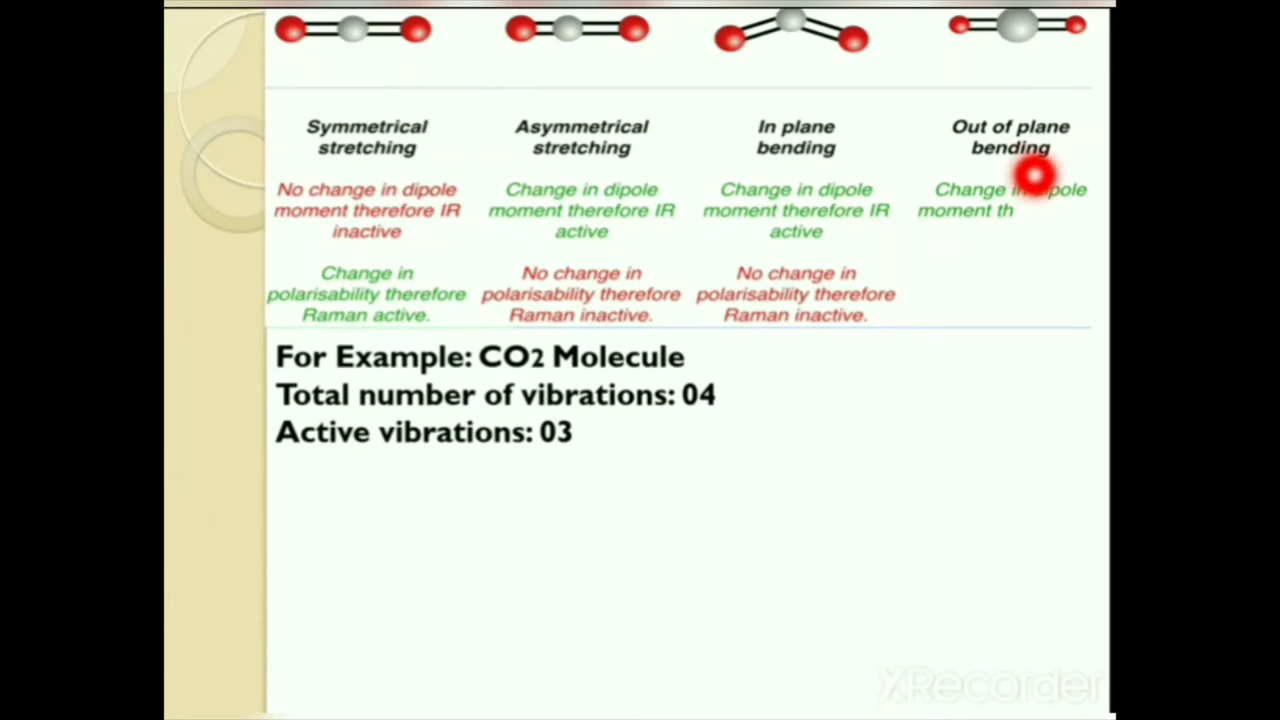 Symmetrical
stretching
Asymmetrical
stretching
In plane
bending
Out of plane
bending
No change in dipole
moment therefore IR
inactive
Change in dipole
moment therefore IR
active
Change in dipole
moment therefore IR
active
Change in dipole
moment th
Change in
polarisability therefore
Raman active.
No change in
polarisability therefore
Raman inactive.
No change in
polarisability therefore
Raman inactive.
For Example: CO2 Molecule
Total number of vibrations: 04
Active vibrations: 03
XRecorder